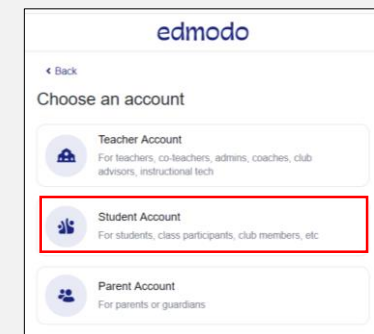 edmodo
Back
Choose an account
Teacher Account
For teachers, co-teachers, admins, coaches, club
advisors, instructional tech
Student Account
For students, class participants, club members, etc
Parent Account
For parents or guardians